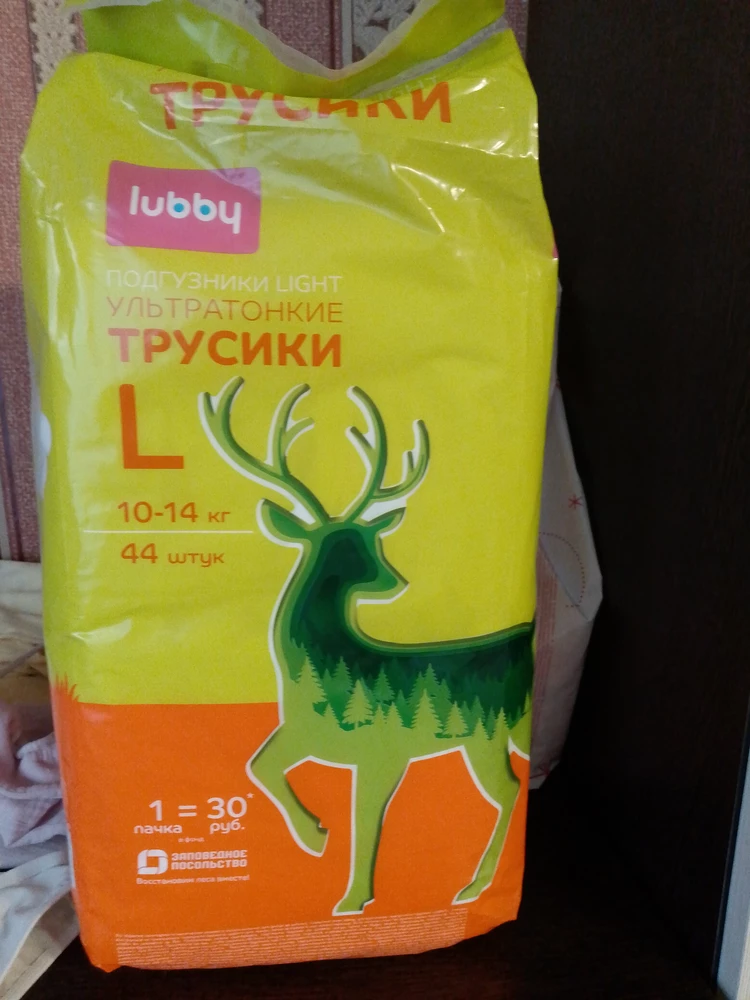 ТРУСИКИ
lubby
ПОДГУЗНИКИ LIGHT
УЛЬТРАТОНКИЕ
ТРУСИКИ
L
10-14 кг
44 штук
1 = 30*
пачка руб.
в фонд
ЗАПОВЕДНОЕ
ПОСОЛЬСТВО
Восстановим леса вместе!